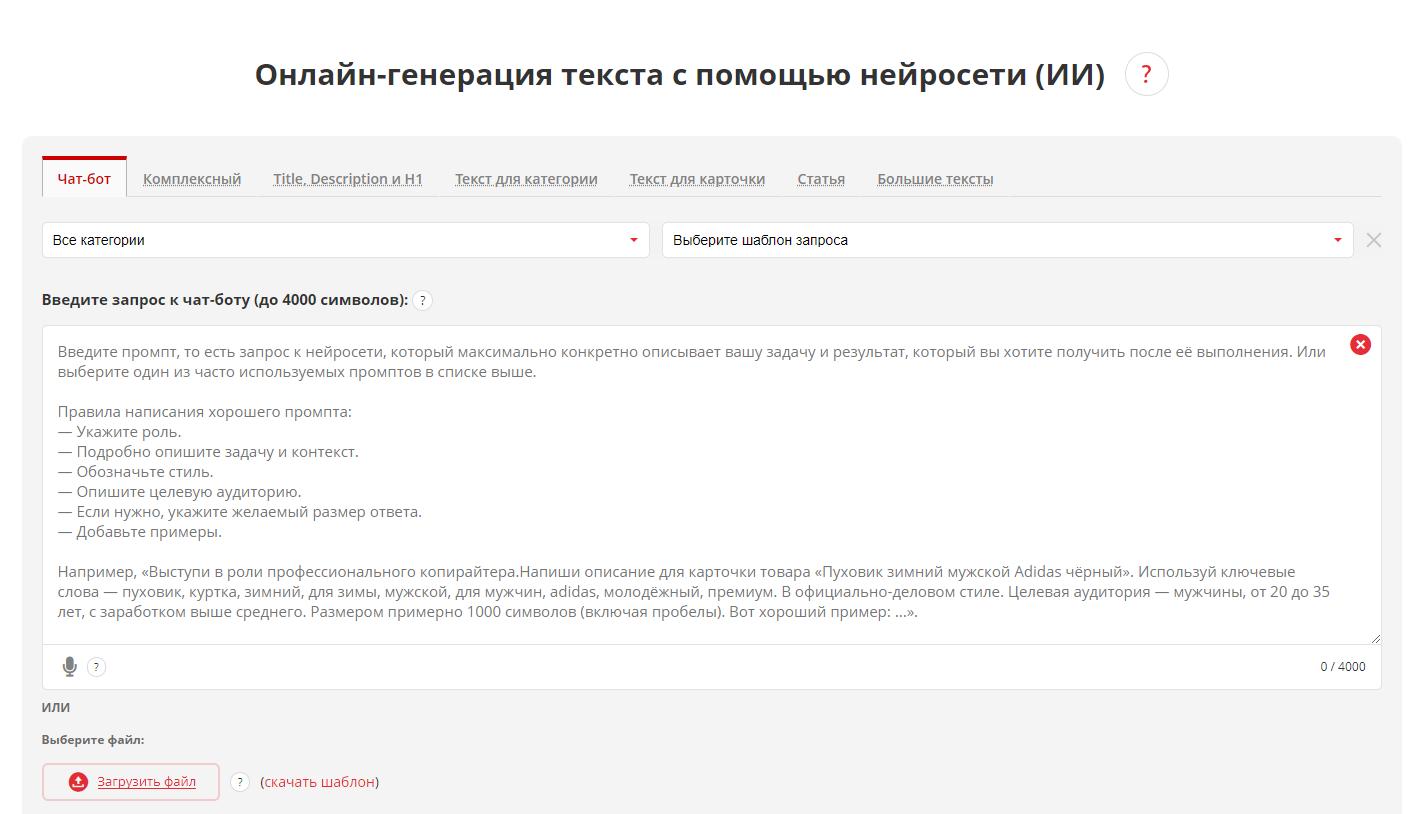 Онлайн-генерация текста с помощью нейросети (ИИ) ?
Чат-бот Комплексный Title, Description и H1 Текст для категории Текст для карточки Статья Большие тексты
Все категории Выберите шаблон запроса
Введите запрос к чат-боту (до 4000 символов): ?
Введите промпт, то есть запрос к нейросети, который максимально конкретно описывает вашу задачу и результат, который вы хотите получить после её выполнения. Или
выберите один из часто используемых промптов в списке выше.
Правила написания хорошего промпта:
— Укажите роль.
— Подробно опишите задачу и контекст.
— Обозначьте стиль.
— Опишите целевую аудиторию.
— Если нужно, укажите желаемый размер ответа.
— Добавьте примеры.
Например, «Выступи в роли профессионального копирайтера.Напиши описание для карточки товара «Пуховик зимний мужской Adidas чёрный». Используй ключевые
слова — пуховик, куртка, зимний, для зимы, мужской, для мужчин, adidas, молодёжный, премиум. В официально-деловом стиле. Целевая аудитория — мужчины, от 20 до 35
лет, с заработком выше среднего. Размером примерно 1000 символов (включая пробелы). Вот хороший пример: ...».
? 0 / 4000
ИЛИ
Выберите файл:
Загрузить файл ? (скачать шаблон)